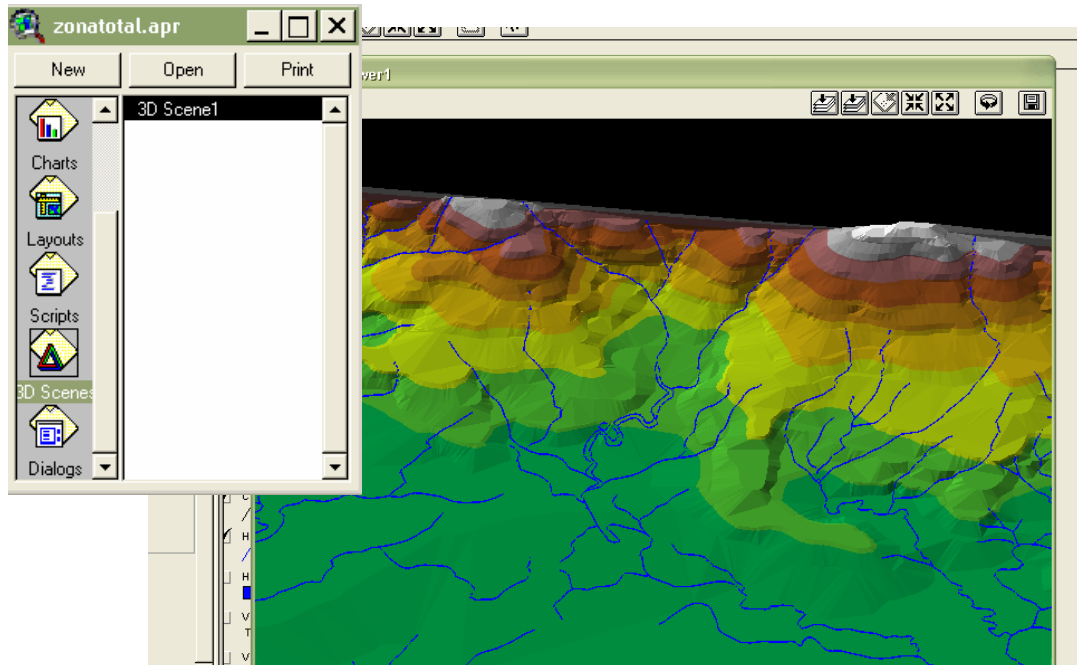 zonatotal.apr
New
Open
Print
3D Scene1
Charts
Layouts
Scripts
3D Scenes
Dialogs
wer1
H
H
V
T
V